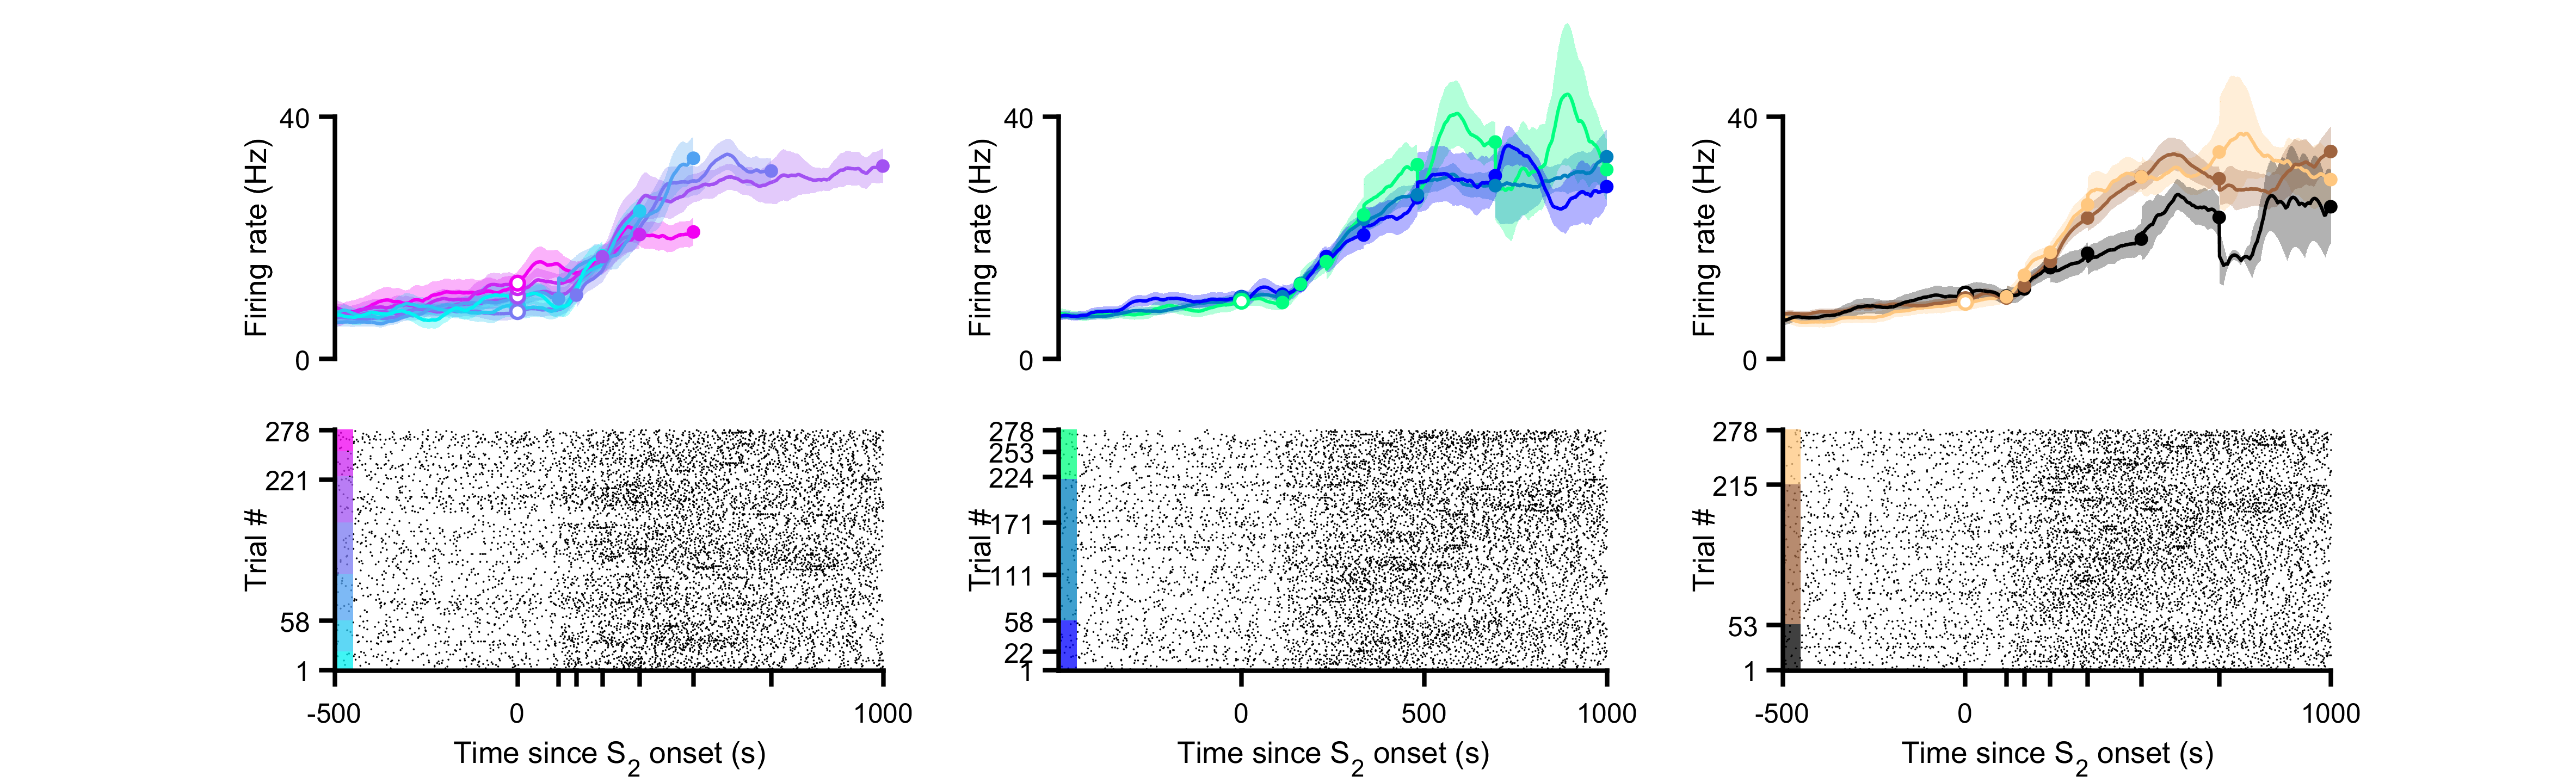 40
Firing rate (Hz)
0
40
Firing rate (Hz)
0
40
Firing rate (Hz)
0
278
221
Trial #
58
1
-500 0 1000
Time since S2 onset (s)
278
253
224
171
Trial #
111
58
22
1
0 500 1000
Time since S2 onset (s)
278
215
Trial #
53
1
-500 0 1000
Time since S2 onset (s)